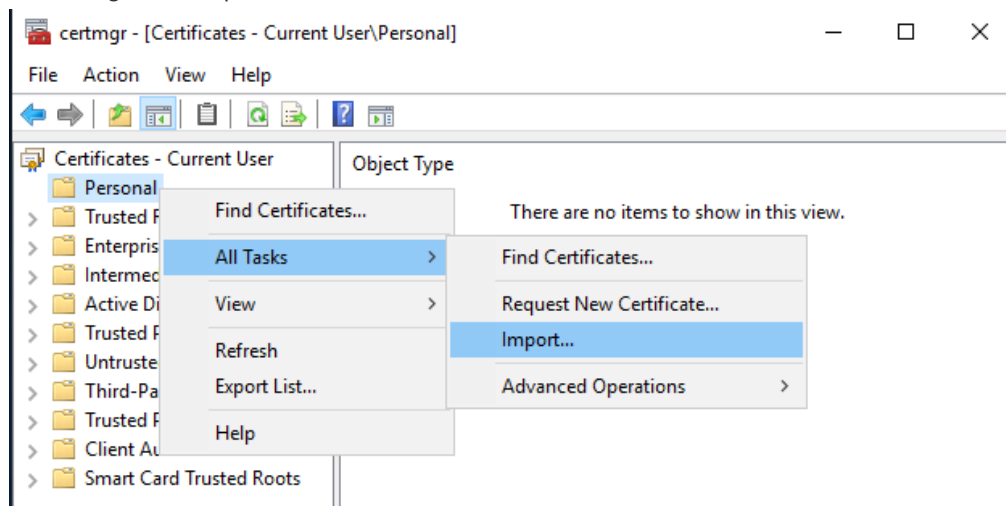 certmgr - [Certificates - Current User\Personal]
File Action View Help
Certificates - Current User
Object Type
Personal
There are no items to show in this view.
Trusted
Intermed
Active Di
Trusted
Third-Pa
Trusted
Client Au
Smart Card Trusted Roots
Find Certificates...
All Tasks
View
Refresh
Export List...
Help
Find Certificates...
Request New Certificate...
Import...
Advanced Operations